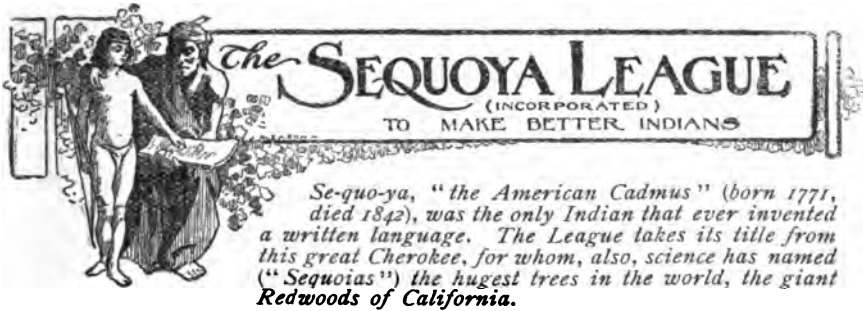 The SEQUOYA LEAGUE
(INCORPORATED)
TO MAKE BETTER INDIANS
Se-quo-ya, "the American Cadmus" (born 1771,
died 1842), was the only Indian that ever invented
a written language. The League takes its title from
this great Cherokee, for whom, also, science has named
("Sequoias") the hugest trees in the world, the giant
Redwoods of California.